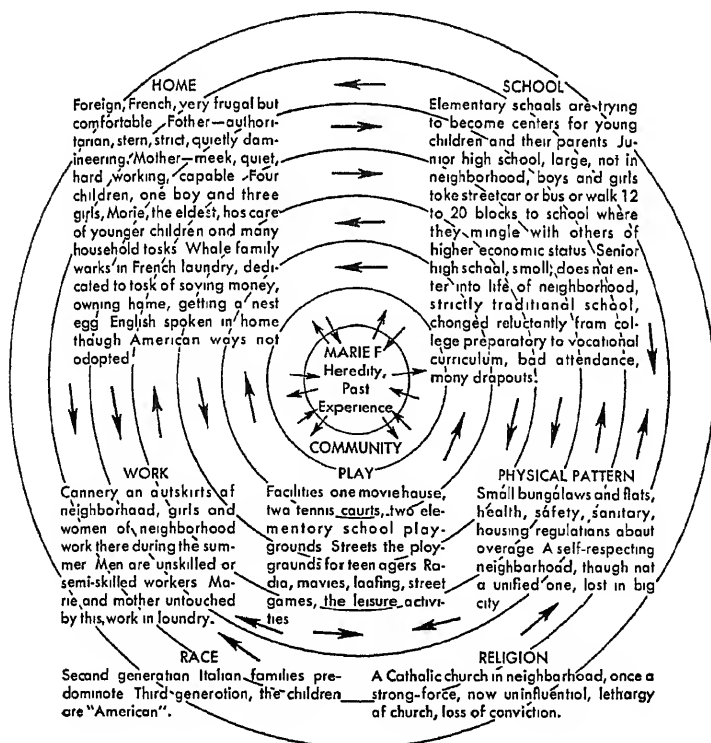 HOME
Foreign, French, very frugal but
comfortable Father—authori-
tarian, stern, strict, quietly dom-
ineering. Mother—meek, quiet,
hard working, capable Four
children, one boy and three
girls, Marie, the eldest, has care
of younger children and many
household tasks Whole family
works in French laundry, dedi-
cated to task of saving money,
owning home, getting a nest
egg English spoken in home
though American ways not
adopted
SCHOOL
Elementary schools are trying
to become centers for young
children and their parents Ju-
nior high school, large, not in
neighborhood, boys and girls
take streetcar or bus or walk 12
to 20 blocks to school where
they mingle with others of
higher economic status Senior
high school, small, does not en-
ter into life of neighborhood,
strictly traditional school,
changed reluctantly from col-
lege preparatory to vocational
curriculum, bad attendance,
many dropouts.
MARIE F
Heredity,
Past
Experience
COMMUNITY
WORK
Cannery on outskirts of
neighborhood, girls and
women of neighborhood
work there during the sum-
mer Men are unskilled or
semi-skilled workers Ma-
rie and mother untouched
by this, work in laundry.
PLAY
Facilities one movie house,
two tennis courts, two ele-
mentory school play-
grounds Streets the play-
grounds for teen agers Ra-
dio, movies, loafing, street
games, the leisure activi-
ties
PHYSICAL PATTERN
Small bungalows and flats,
health, safety, sanitary,
housing regulations about
average A self-respecting
neighborhood, though not
a unified one, lost in big
city
RACE
Second generation Italian families pre-
dominate Third generation, the children
are "American".
RELIGION
A Catholic church in neighborhood, once a
strong force, now uninfluential, lethargy
of church, loss of conviction.